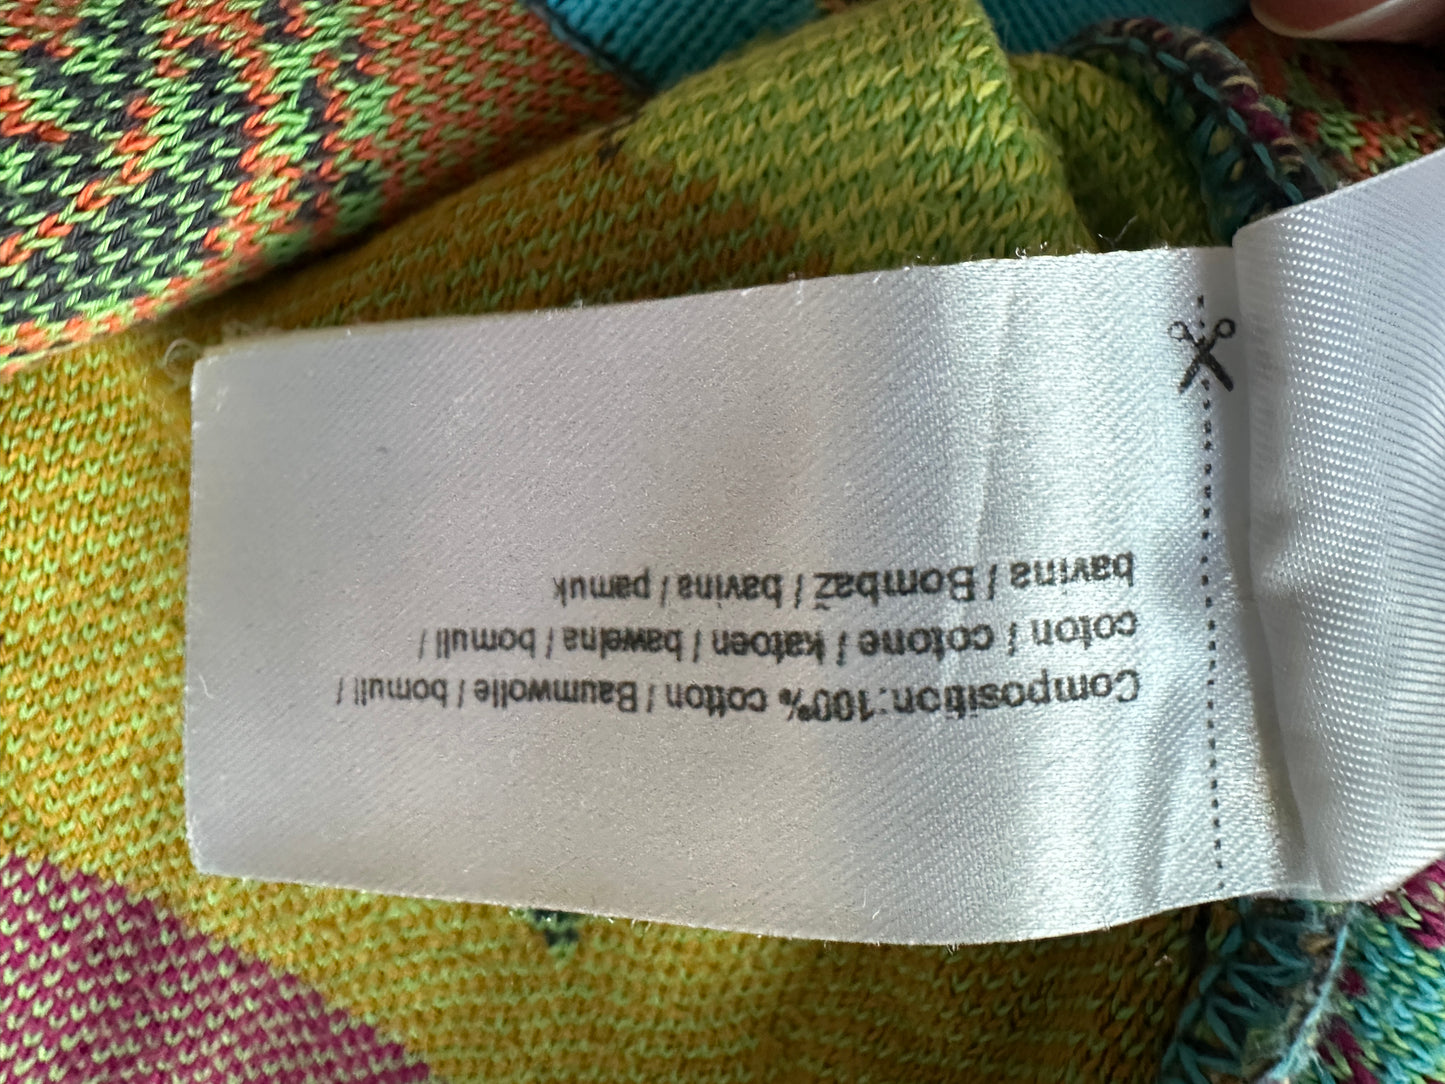 Composition:100% cotton / Baumwolle / bomull /
coton / cotone / katoen / bawełna / bomull /
bavlna / Bombaž / bavlna / pamuk